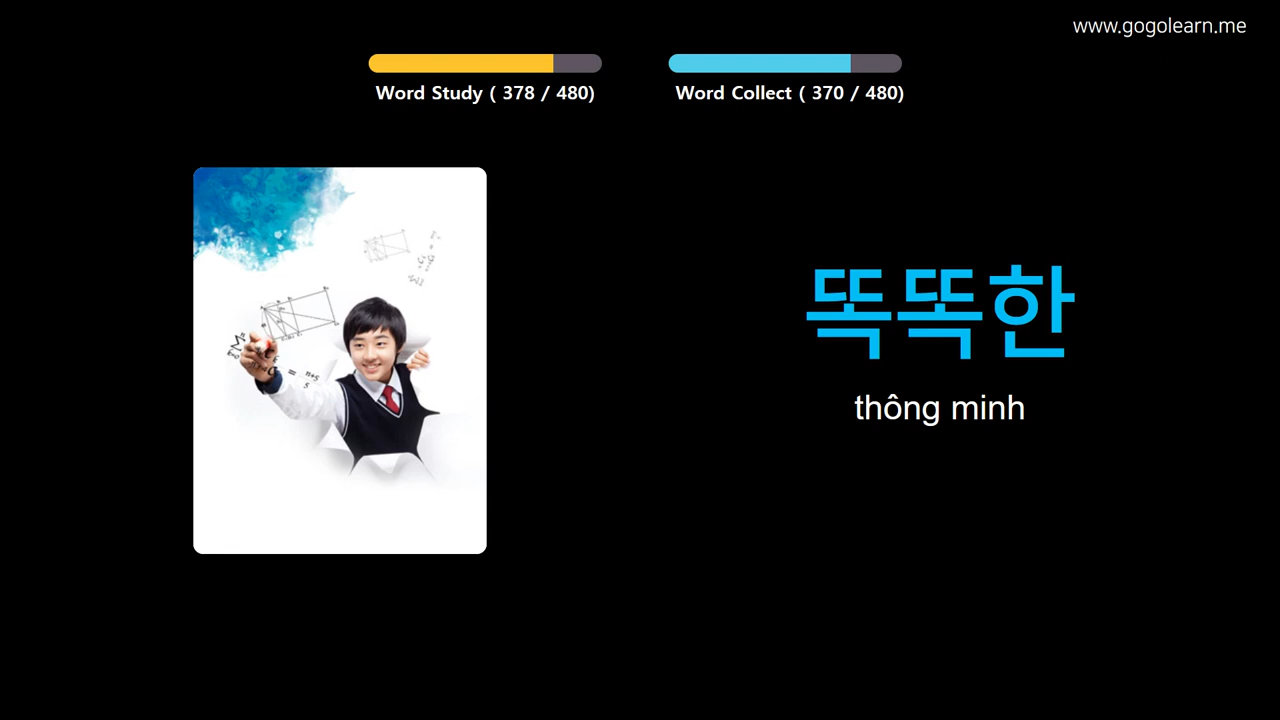 www.gogolearn.me
Word Study ( 378 / 480)
Word Collect ( 370 / 480)
똑똑한
thông minh